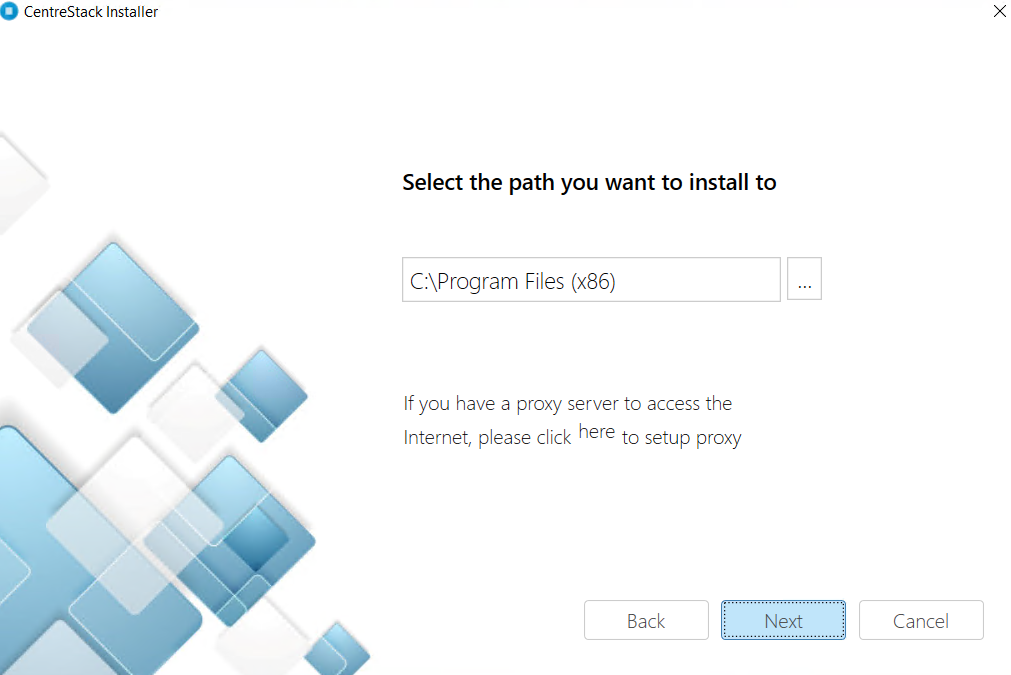 CentreStack Installer
Select the path you want to install to
C:\Program Files (x86)
...
If you have a proxy server to access the
Internet, please click here to setup proxy
Back
Next
Cancel